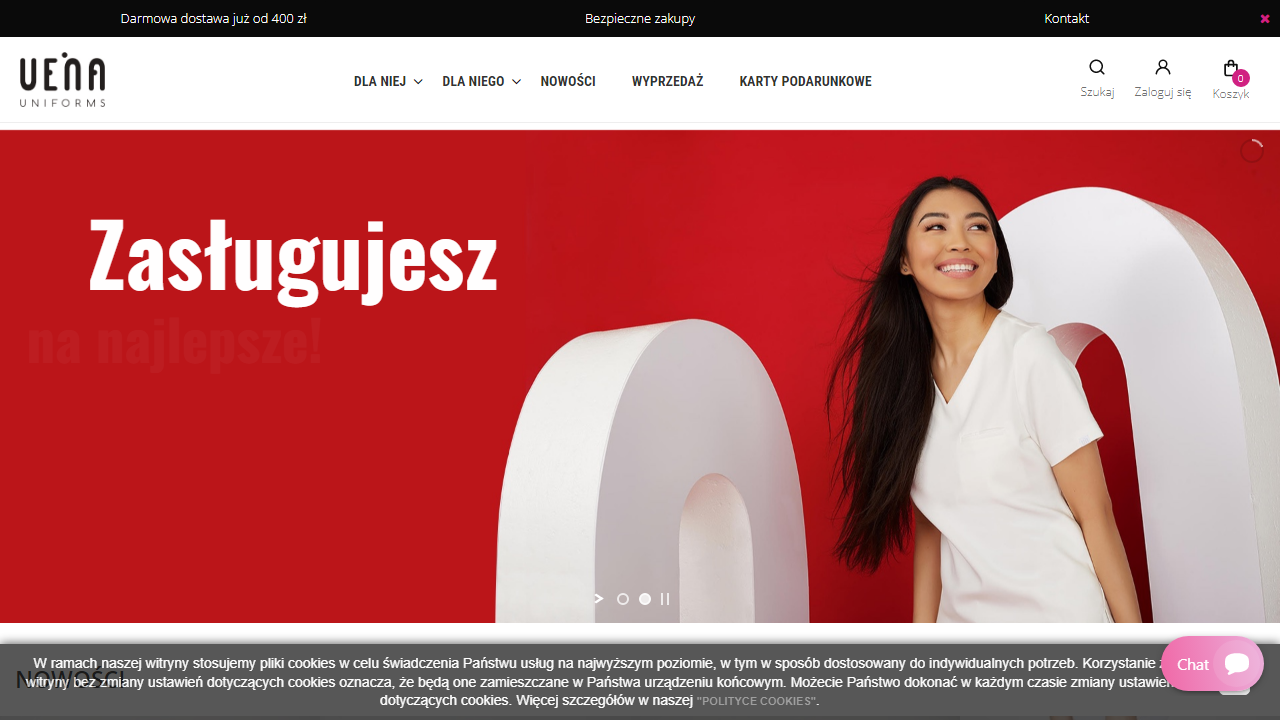 Darmowa dostawa już od 400 zł
Bezpieczne zakupy
Kontakt
UENA
UNIFORMS
DLA NIEJ
DLA NIEGO
NOWOŚCI
WYPRZEDAŻ
KARTY PODARUNKOWE
Szukaj
Zaloguj się
0
Koszyk
Zasługujesz
na najlepsze!
NOWOŚCI
W ramach naszej witryny stosujemy pliki cookies w celu świadczenia Państwu usług na najwyższym poziomie, w tym w sposób dostosowany do indywidualnych potrzeb. Korzystanie
witryny bez zmiany ustawień dotyczących cookies oznacza, że będą one zamieszczane w Państwa urządzeniu końcowym. Możecie Państwo dokonać w każdym czasie zmiany ustawień
dotyczących cookies. Więcej szczegółów w naszej "POLITYCE COOKIES".
Chat